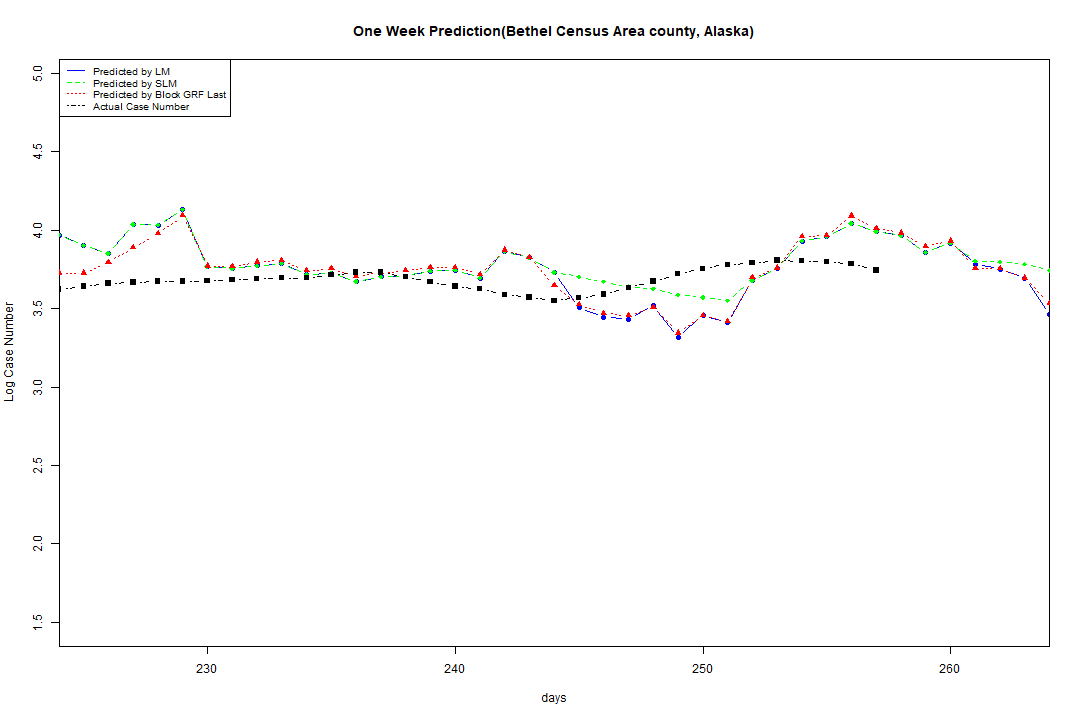 One Week Prediction(Bethel Census Area county, Alaska)
Predicted by LM
Predicted by SLM
Predicted by Block GRF Last
Actual Case Number
5.0
4.5
4.0
3.5
3.0
2.5
2.0
1.5
Log Case Number
230
240
250
260
days